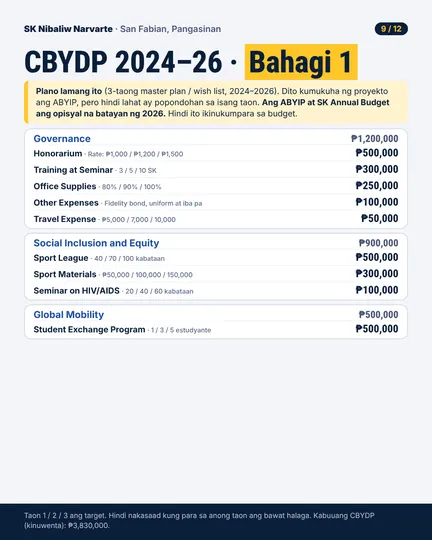 SK Nibaliw Narvarte · San Fabian, Pangasinan
9 / 12
CBYDP 2024–26 · Bahagi 1
Plano lamang ito (3-taong master plan / wish list, 2024–2026). Dito kumukuha ng proyekto
ang ABYIP, pero hindi lahat ay popondohan sa isang taon. Ang ABYIP at SK Annual Budget
ang opisyal na batayan ng 2026. Hindi ito ikinukumpara sa budget.
Governance ₱1,200,000
Honorarium · Rate: ₱1,000 / ₱1,200 / ₱1,500 ₱500,000
Training at Seminar · 3 / 5 / 10 SK ₱300,000
Office Supplies · 80% / 90% / 100% ₱250,000
Other Expenses · Fidelity bond, uniform at iba pa ₱100,000
Travel Expense · ₱5,000 / 7,000 / 10,000 ₱50,000
Social Inclusion and Equity ₱900,000
Sport League · 40 / 70 / 100 kabataan ₱500,000
Sport Materials · ₱50,000 / 100,000 / 150,000 ₱300,000
Seminar on HIV/AIDS · 20 / 40 / 60 kabataan ₱100,000
Global Mobility ₱500,000
Student Exchange Program · 1 / 3 / 5 estudyante ₱500,000
Taon 1 / 2 / 3 ang target. Hindi nakasaad kung para sa anong taon ang bawat halaga. Kabuuang CBYDP
(kinuwenta): ₱3,830,000.